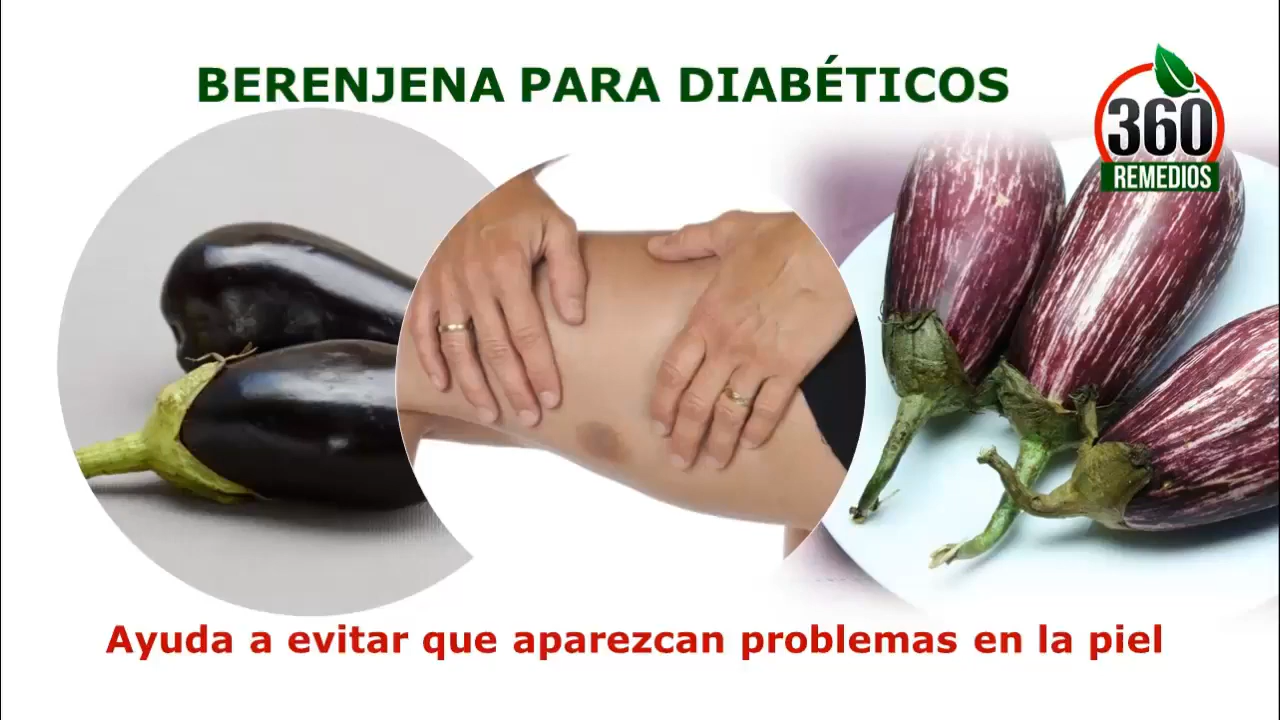 BERENJENA PARA DIABÉTICOS
360
REMEDIOS
Ayuda a evitar que aparezcan problemas en la piel